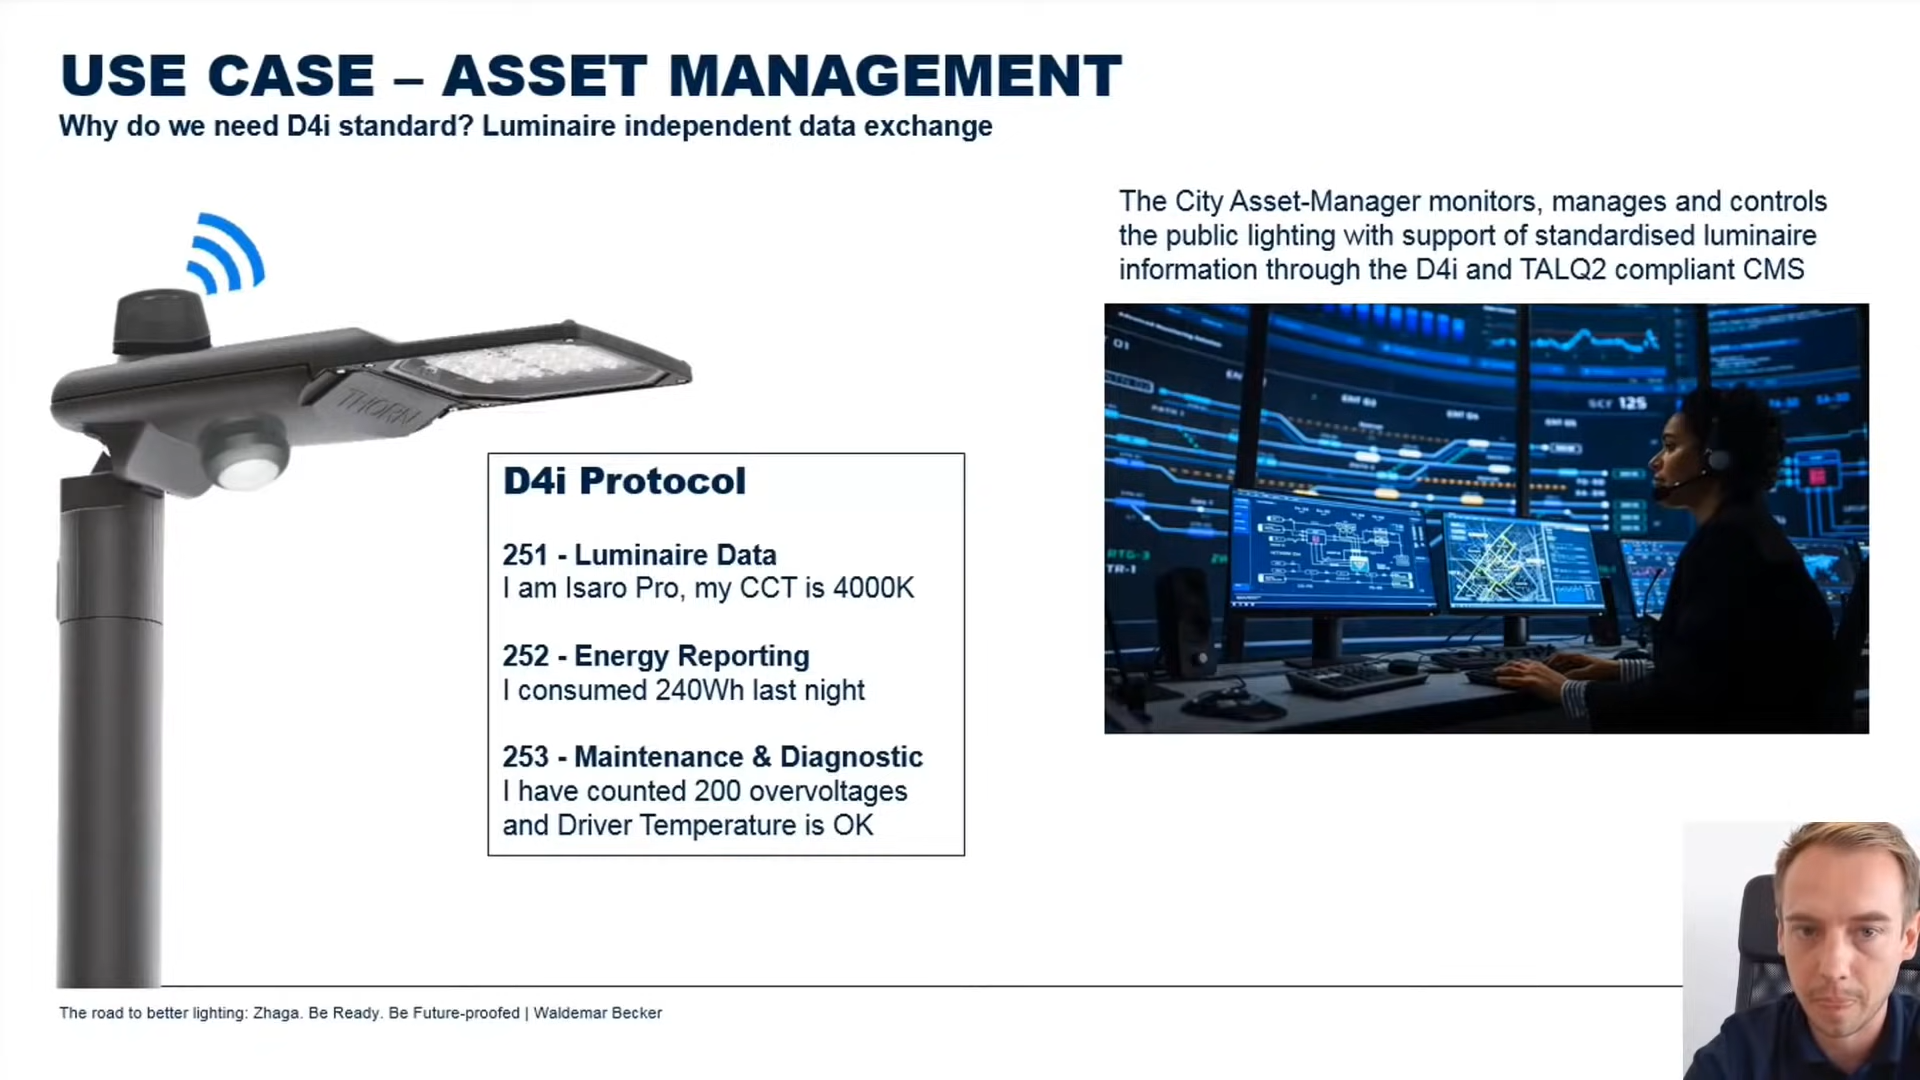 USE CASE – ASSET MANAGEMENT
Why do we need D4i standard? Luminaire independent data exchange
The City Asset-Manager monitors, manages and controls
the public lighting with support of standardised luminaire
information through the D4i and TALQ2 compliant CMS
THORN
D4i Protocol
251 - Luminaire Data
I am Isaro Pro, my CCT is 4000K
252 - Energy Reporting
I consumed 240Wh last night
253 - Maintenance & Diagnostic
I have counted 200 overvoltages
and Driver Temperature is OK
125
The road to better lighting: Zhaga. Be Ready. Be Future-proofed | Waldemar Becker